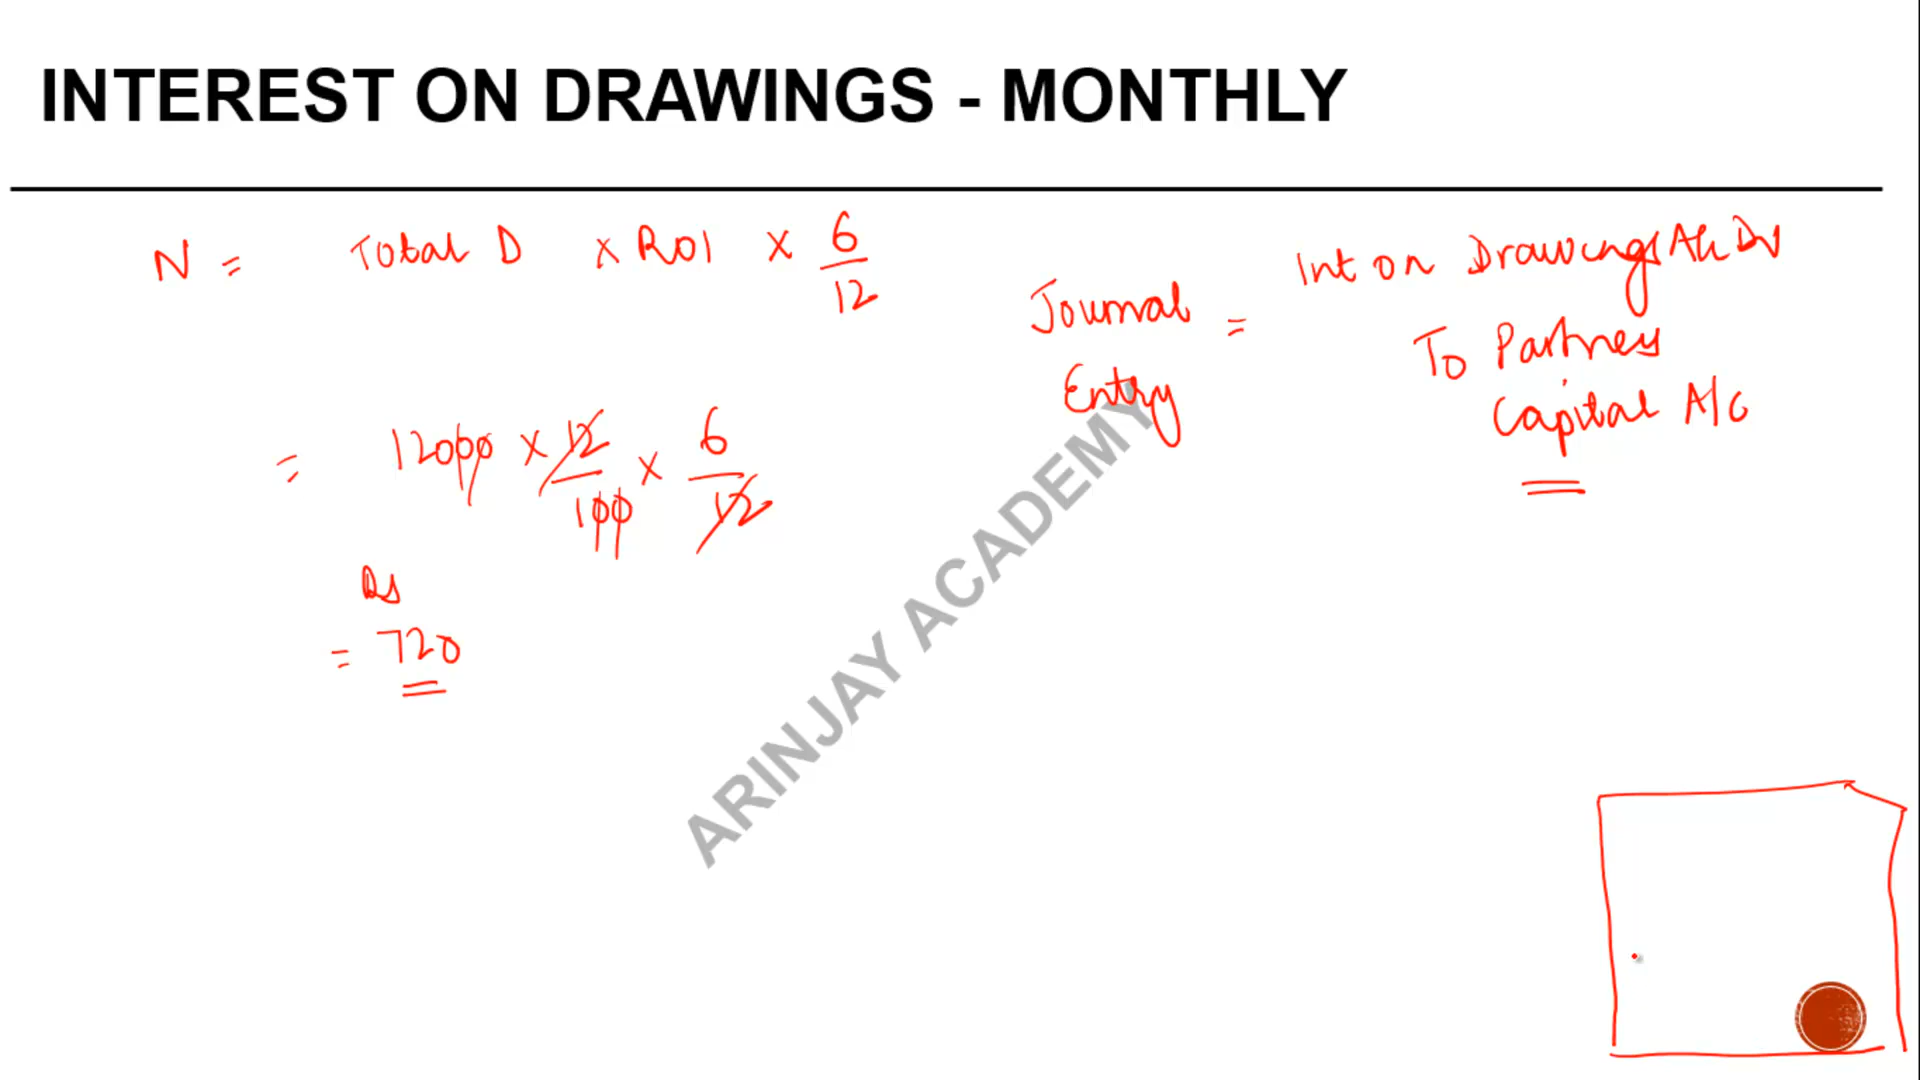 INTEREST ON DRAWINGS - MONTHLY
N = Total D × ROI × 6/12
= 12000 × 12/100 × 6/12
Rs
= 720
Journal Entry =
Int on Drawings A/c Dr
To Partners
Capital A/c
ARINJAY ACADEMY